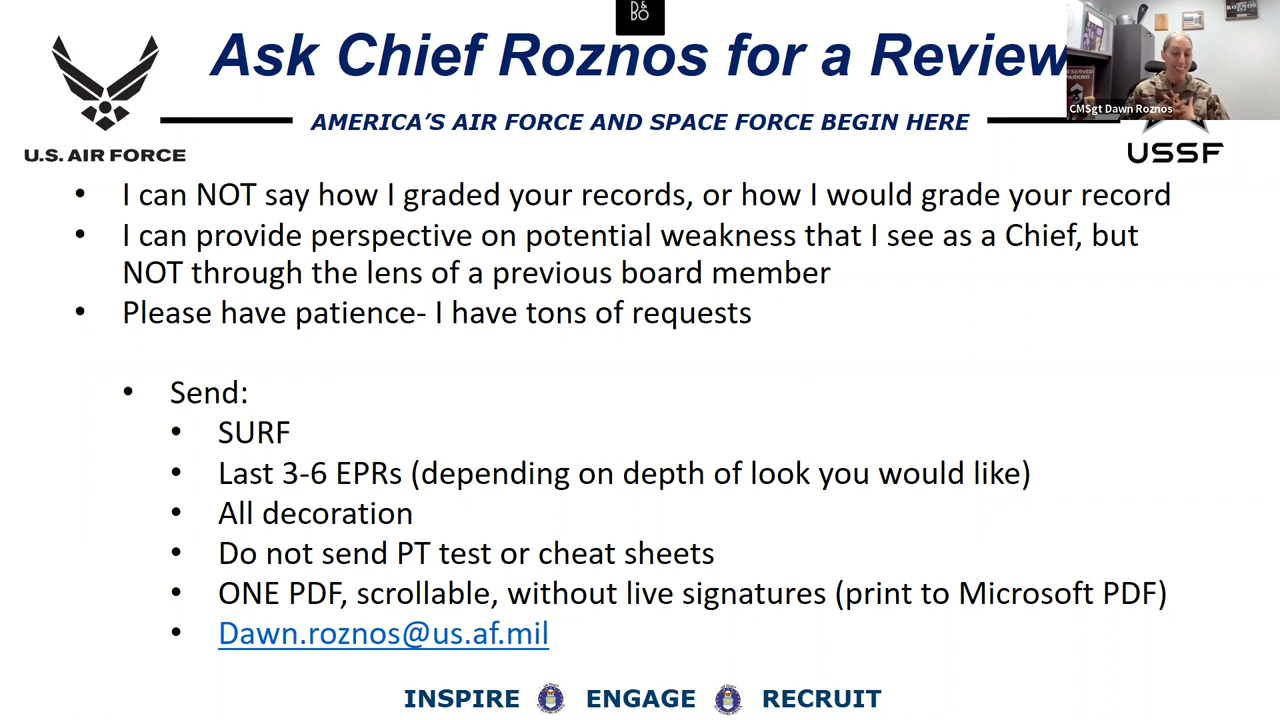 D&
BO
ROZNOS
Ask Chief Roznos for a Review
RESERVED
PARKING
CMSgt Dawn Roznos
AMERICA’S AIR FORCE AND SPACE FORCE BEGIN HERE
U.S. AIR FORCE
USSF
• I can NOT say how I graded your records, or how I would grade your record
• I can provide perspective on potential weakness that I see as a Chief, but
NOT through the lens of a previous board member
• Please have patience- I have tons of requests
• Send:
• SURF
• Last 3-6 EPRs (depending on depth of look you would like)
• All decoration
• Do not send PT test or cheat sheets
• ONE PDF, scrollable, without live signatures (print to Microsoft PDF)
• Dawn.roznos@us.af.mil
INSPIRE ENGAGE RECRUIT